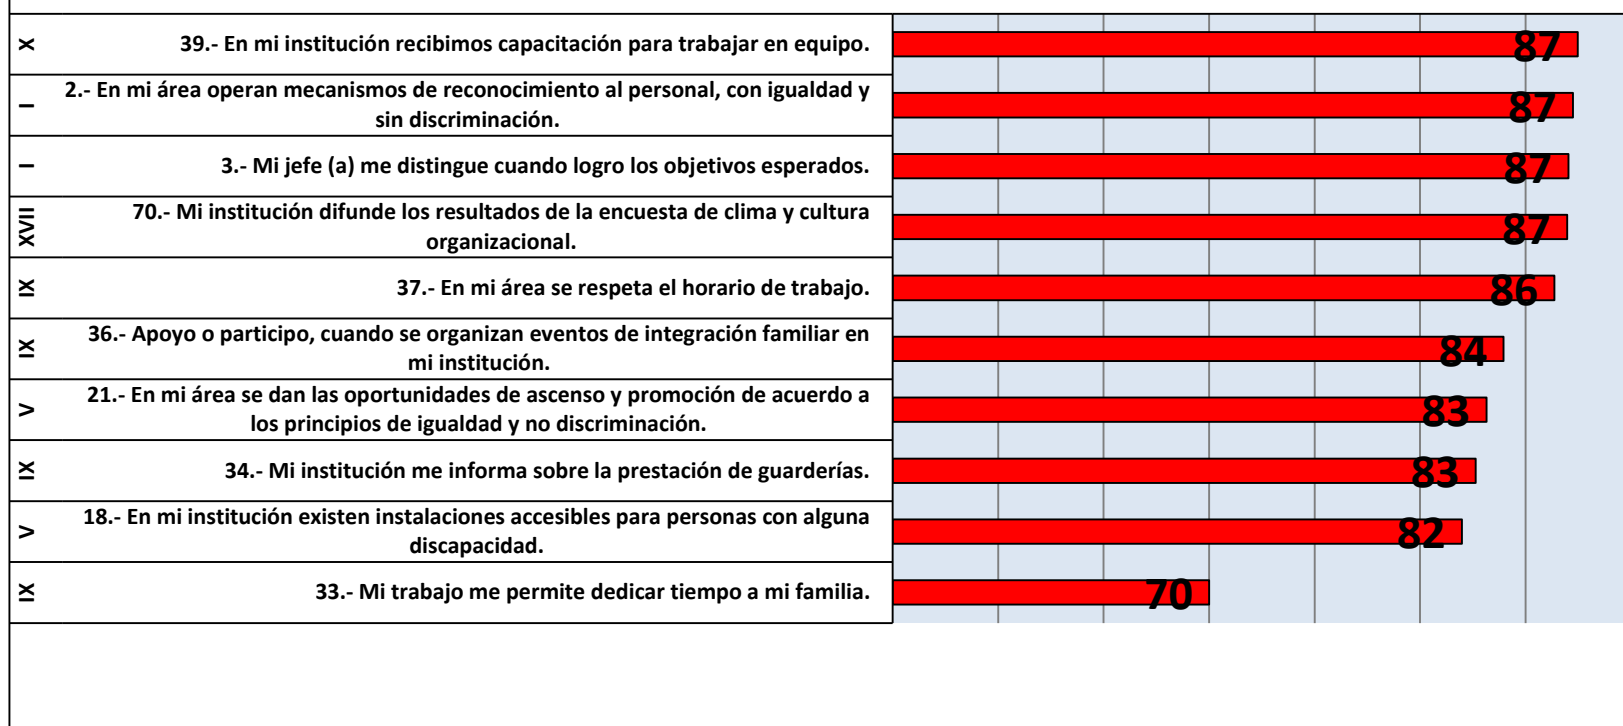 X
39.- En mi institución recibimos capacitación para trabajar en equipo.
87
I
2.- En mi área operan mecanismos de reconocimiento al personal, con igualdad y
sin discriminación.
87
I
3.- Mi jefe (a) me distingue cuando logro los objetivos esperados.
87
XVII
70.- Mi institución difunde los resultados de la encuesta de clima y cultura
organizacional.
87
IX
37.- En mi área se respeta el horario de trabajo.
86
IX
36.- Apoyo o participo, cuando se organizan eventos de integración familiar en
mi institución.
84
V
21.- En mi área se dan las oportunidades de ascenso y promoción de acuerdo a
los principios de igualdad y no discriminación.
83
IX
34.- Mi institución me informa sobre la prestación de guarderías.
83
V
18.- En mi institución existen instalaciones accesibles para personas con alguna
discapacidad.
82
IX
33.- Mi trabajo me permite dedicar tiempo a mi familia.
70